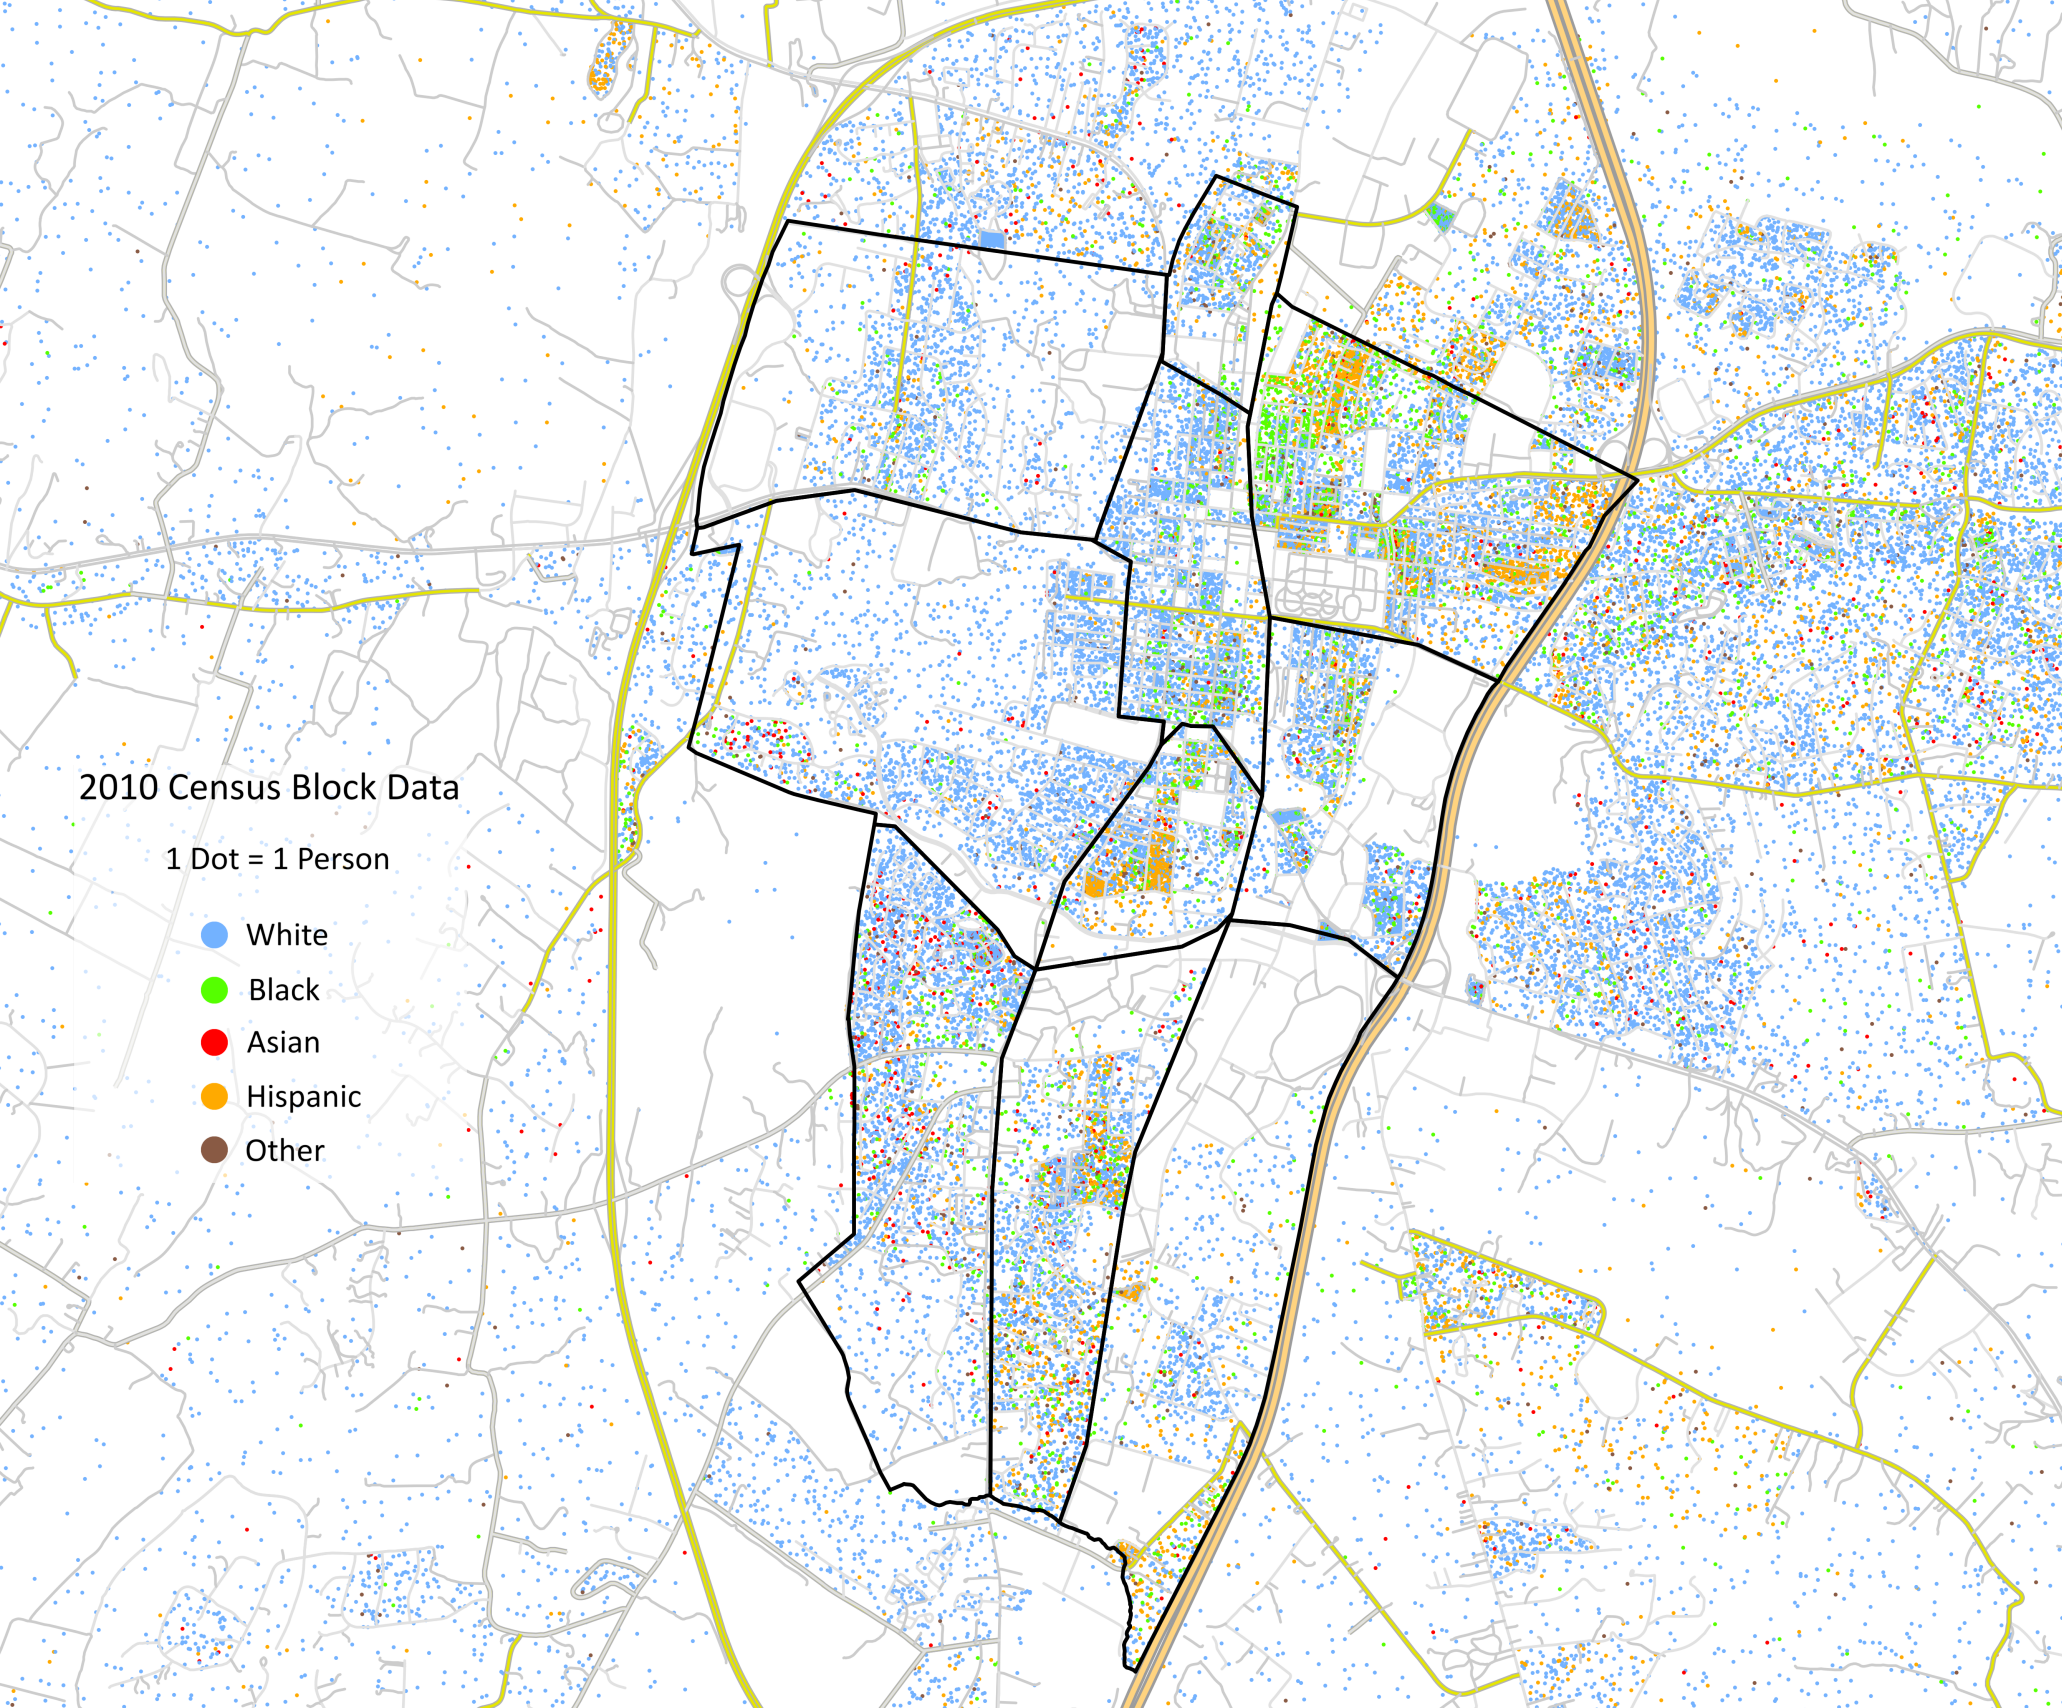 2010 Census Block Data
1 Dot = 1 Person
White
Black
Asian
Hispanic
Other